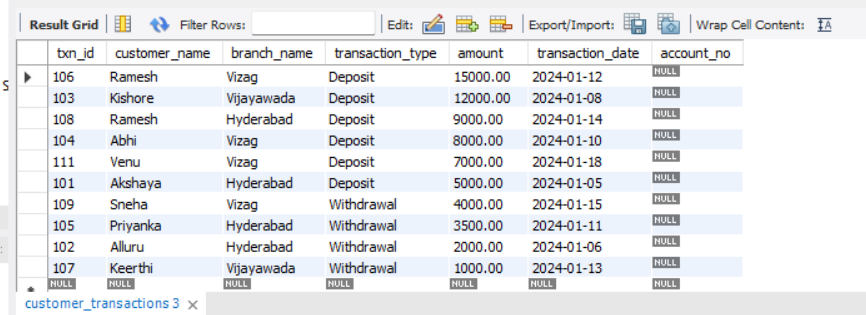 Result Grid Filter Rows: Edit: Export/Import: Wrap Cell Content: IA
txn_id customer_name branch_name transaction_type amount transaction_date account_no
106 Ramesh Vizag Deposit 15000.00 2024-01-12 NULL
103 Kishore Vijayawada Deposit 12000.00 2024-01-08 NULL
108 Ramesh Hyderabad Deposit 9000.00 2024-01-14 NULL
104 Abhi Vizag Deposit 8000.00 2024-01-10 NULL
111 Venu Vizag Deposit 7000.00 2024-01-18 NULL
101 Akshaya Hyderabad Deposit 5000.00 2024-01-05 NULL
109 Sneha Vizag Withdrawal 4000.00 2024-01-15 NULL
105 Priyanka Hyderabad Withdrawal 3500.00 2024-01-11 NULL
102 Alluru Hyderabad Withdrawal 2000.00 2024-01-06 NULL
107 Keerthi Vijayawada Withdrawal 1000.00 2024-01-13 NULL
NULL NULL NULL NULL NULL NULL NULL
customer_transactions 3